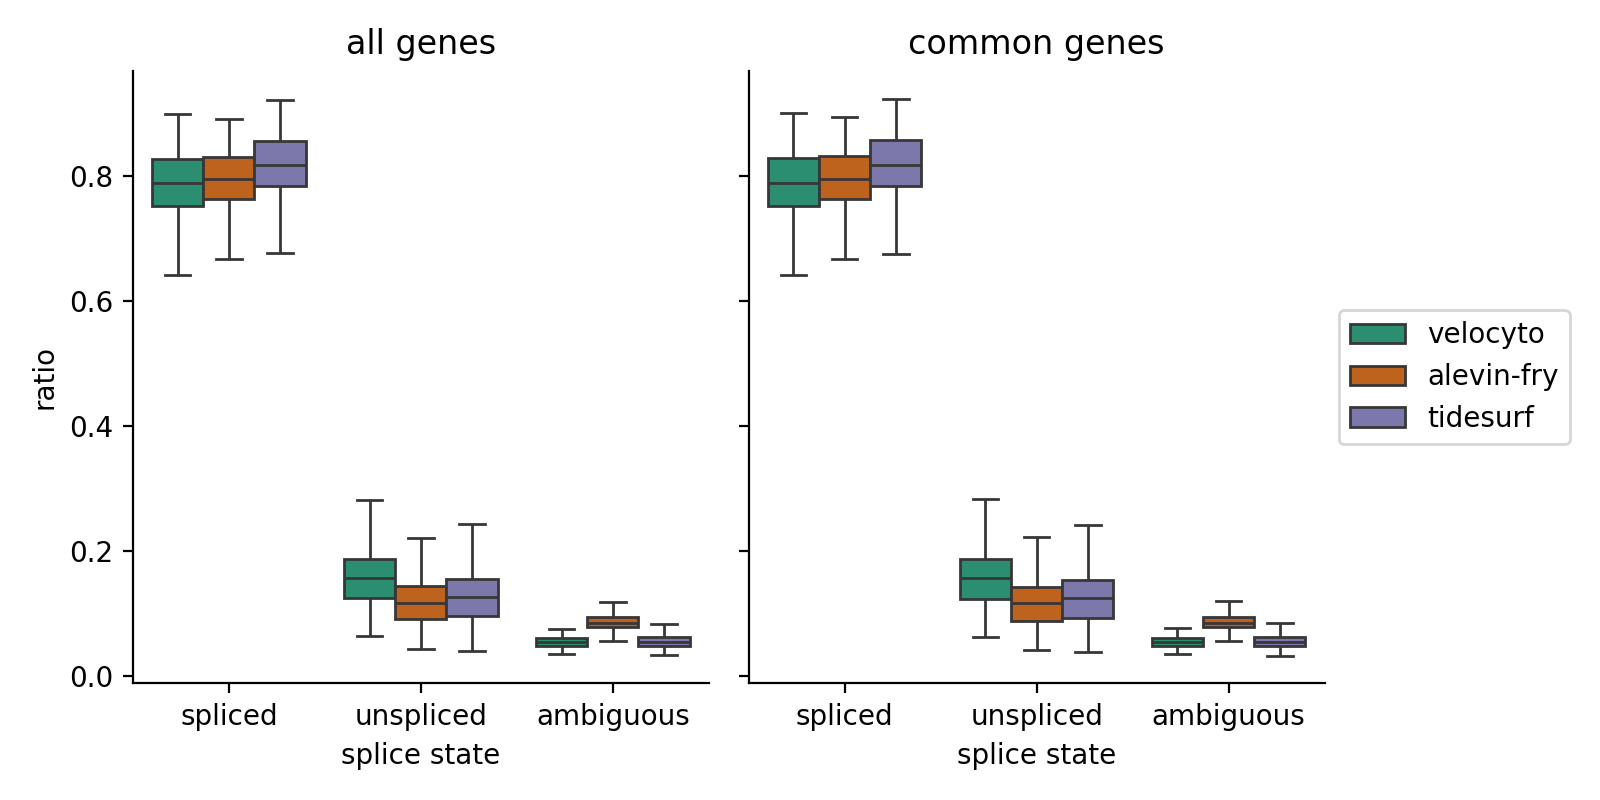 all genes
common genes
ratio
0.8
0.6
0.4
0.2
0.0
spliced unspliced ambiguous
splice state
spliced unspliced ambiguous
splice state
velocyto
alevin-fry
tidesurf